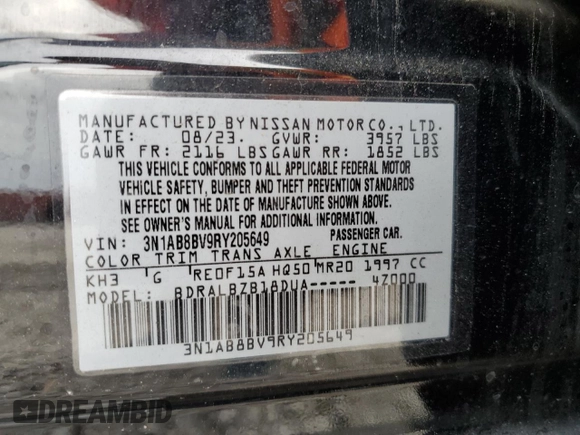 MANUFACTURED BY NISSAN MOTOR CO., LTD.
DATE: 08/23. GVWR: 3957 LBS
GAWR FR: 2116 LBS GAWR RR: 1852 LBS
THIS VEHICLE CONFORMS TO ALL APPLICABLE FEDERAL MOTOR
VEHICLE SAFETY, BUMPER AND THEFT PREVENTION STANDARDS
IN EFFECT ON THE DATE OF MANUFACTURE SHOWN ABOVE.
SEE OWNER'S MANUAL FOR ADDITIONAL INFORMATION.
VIN: 3N1AB8BV9RY205649 PASSENGER CAR.
COLOR TRIM TRANS AXLE ENGINE
KH3 G RE0F15A HQ50 MR20 1997 CC
MODEL: BDRALBZB18DUA----- 4Z000
3N1AB8BV9RY205649
DREAMBID